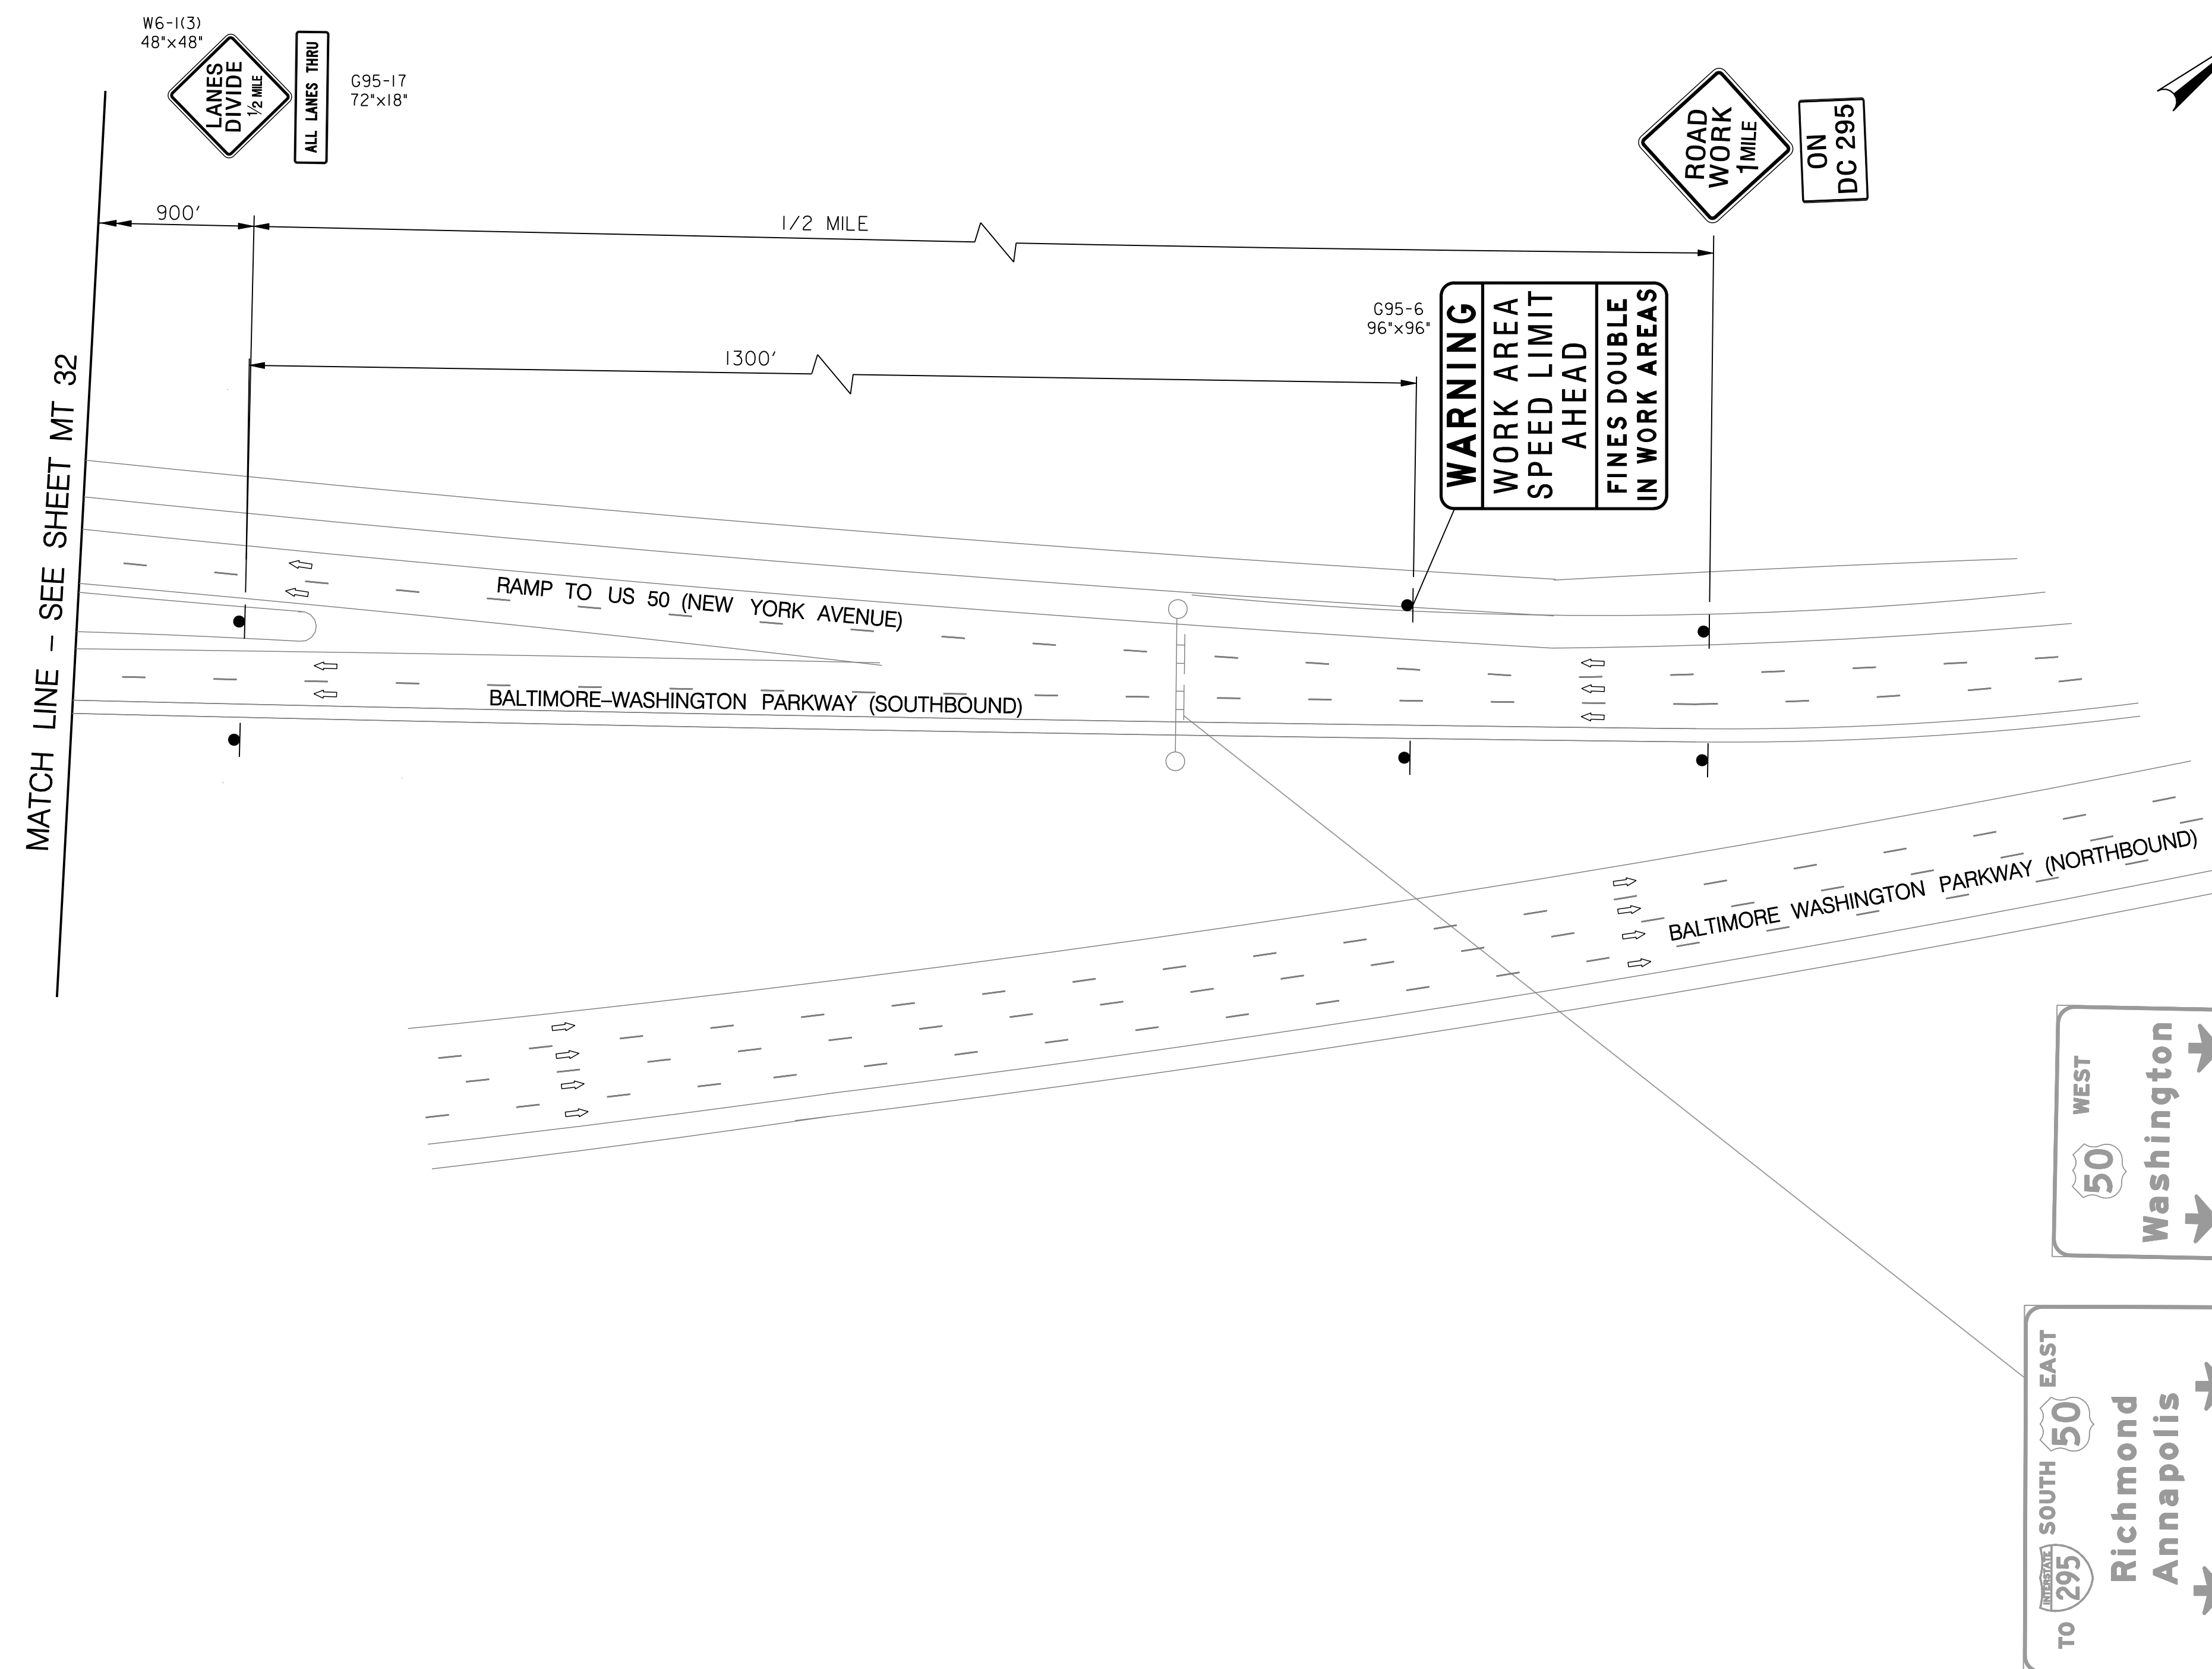 W6-1(3)
48"x48"
LANES
DIVIDE
1/2 MILE
ALL LANES THRU
G95-17
72"x18"
ROAD
WORK
1 MILE
ON
DC 295
900'
1/2 MILE
1300'
G95-6
96"x96"
WARNING
WORK AREA
SPEED LIMIT
AHEAD
FINES DOUBLE
IN WORK AREAS
MATCH LINE - SEE SHEET MT 32
RAMP TO US 50 (NEW YORK AVENUE)
BALTIMORE-WASHINGTON PARKWAY (SOUTHBOUND)
BALTIMORE WASHINGTON PARKWAY (NORTHBOUND)
50 WEST
Washington
TO INTERSTATE 295 SOUTH 50 EAST
Richmond
Annapolis